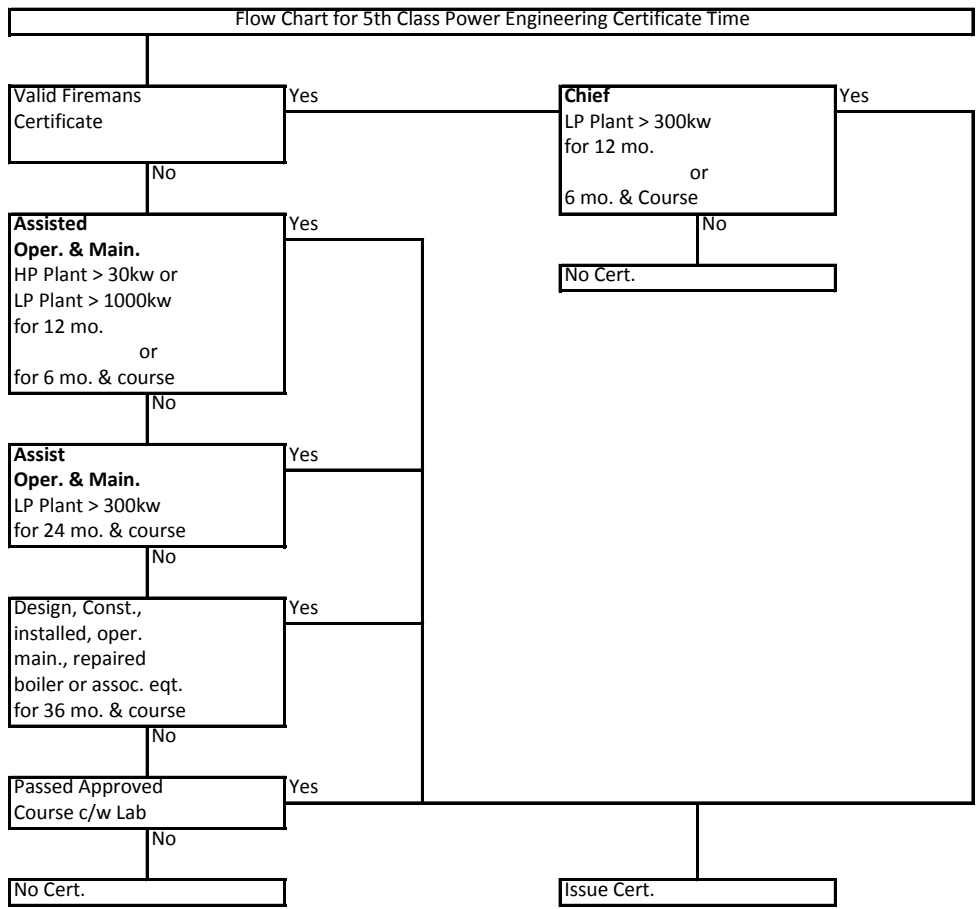 Flow Chart for 5th Class Power Engineering Certificate Time
Valid Firemans
Certificate
Yes
No
Chief
LP Plant > 300kw
for 12 mo.
or
6 mo. & Course
Yes
No
No Cert.
Assisted
Oper. & Main.
HP Plant > 30kw or
LP Plant > 1000kw
for 12 mo.
or
for 6 mo. & course
Yes
No
Assist
Oper. & Main.
LP Plant > 300kw
for 24 mo. & course
Yes
No
Design, Const.,
installed, oper.
main., repaired
boiler or assoc. eqt.
for 36 mo. & course
Yes
No
Passed Approved
Course c/w Lab
Yes
No
No Cert.
Issue Cert.